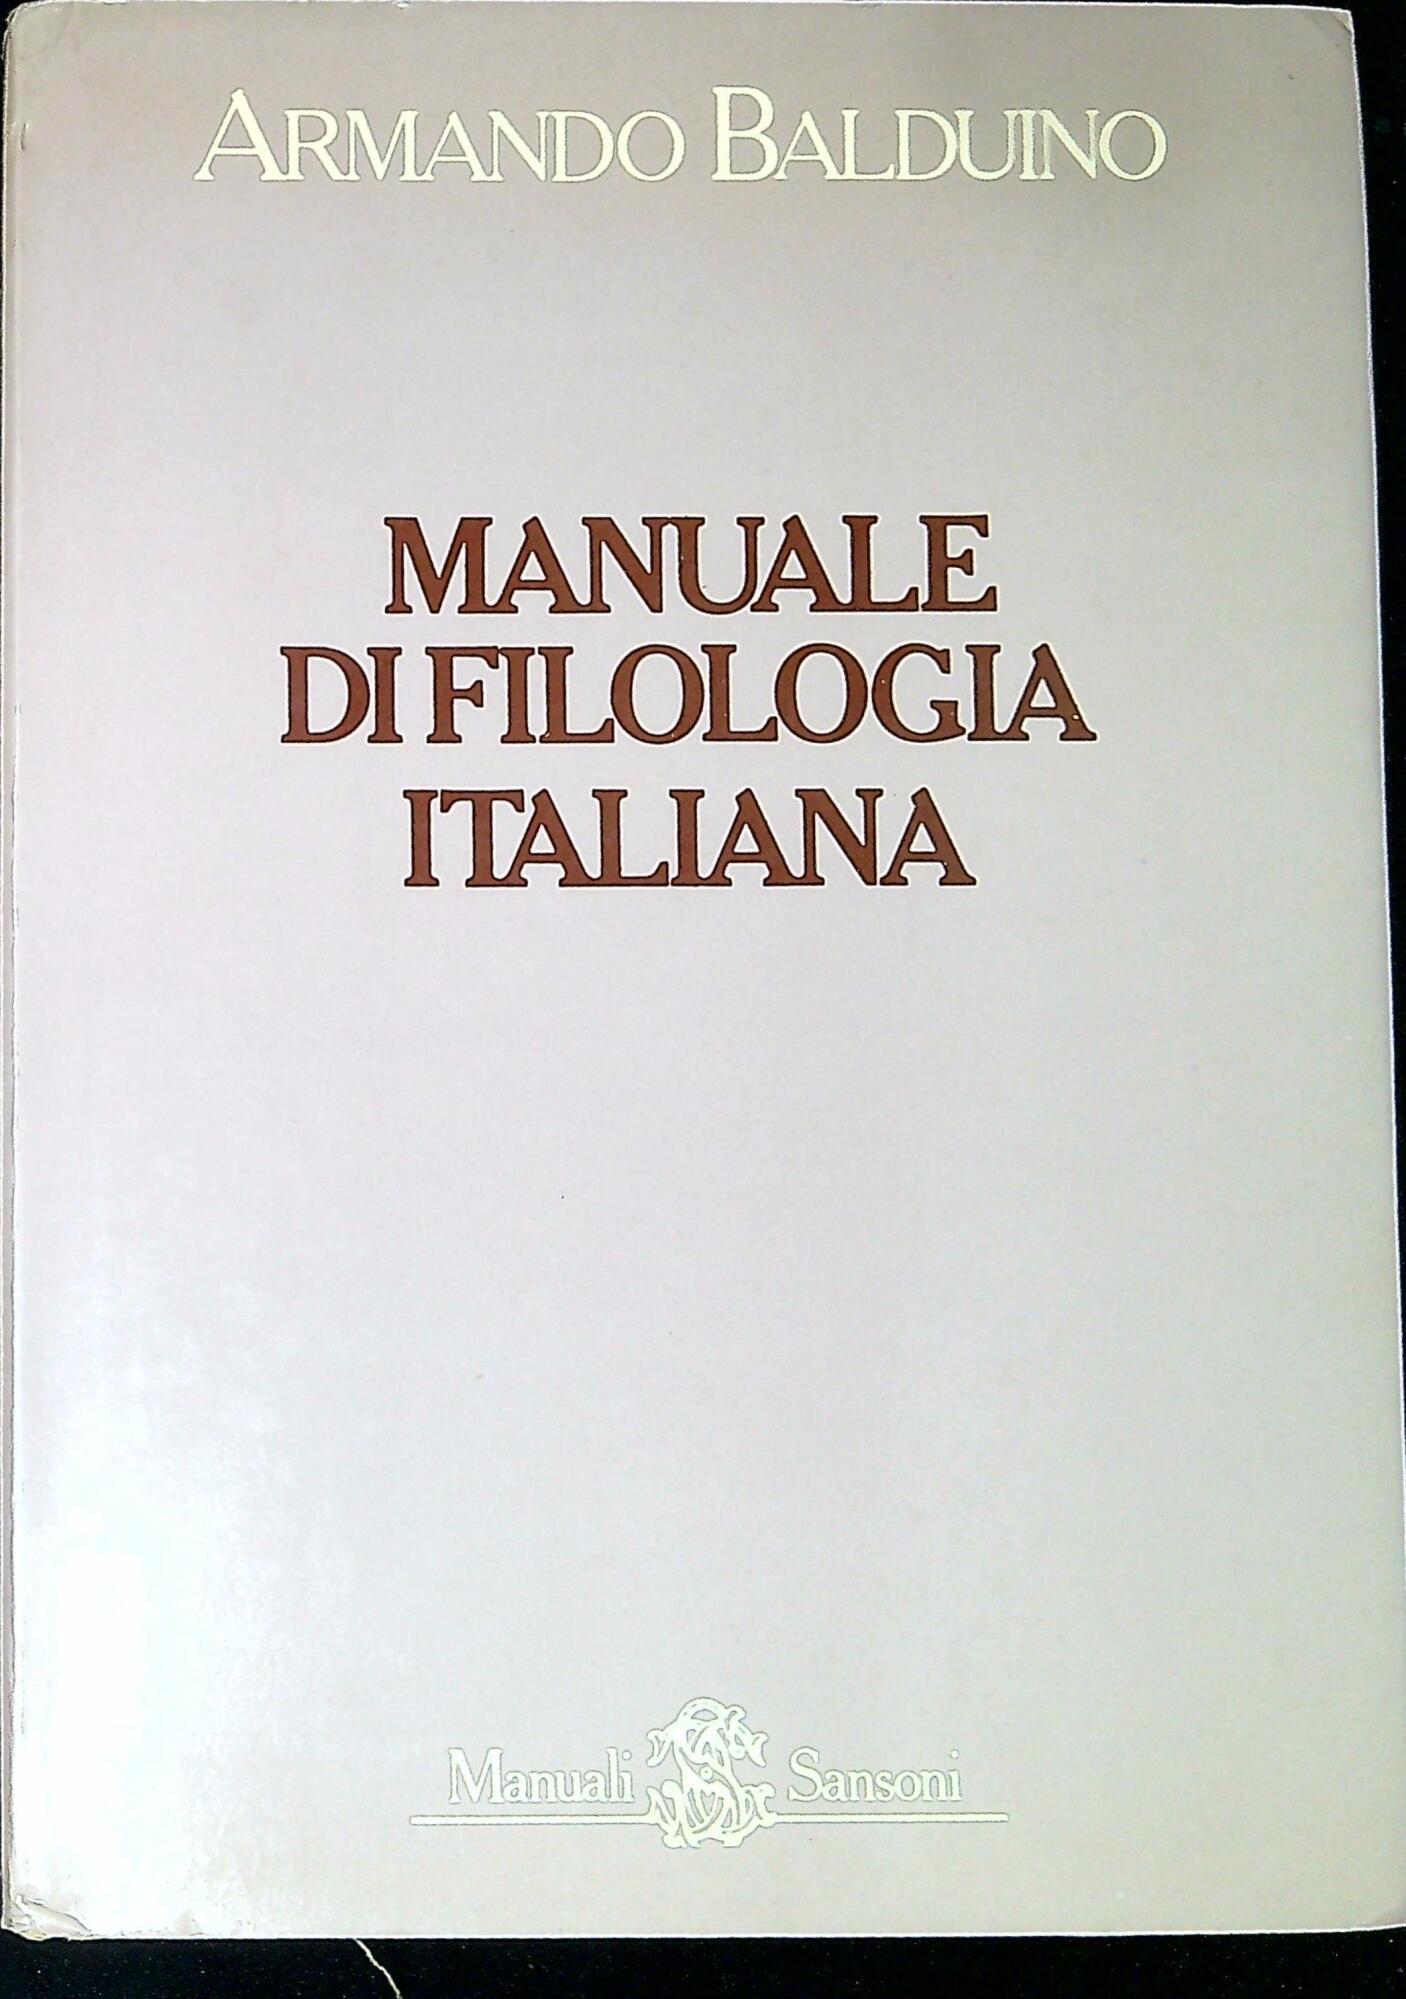 ARMANDO BALDUINO
MANUALE
DI FILOLOGIA
ITALIANA
Manuali Sansoni